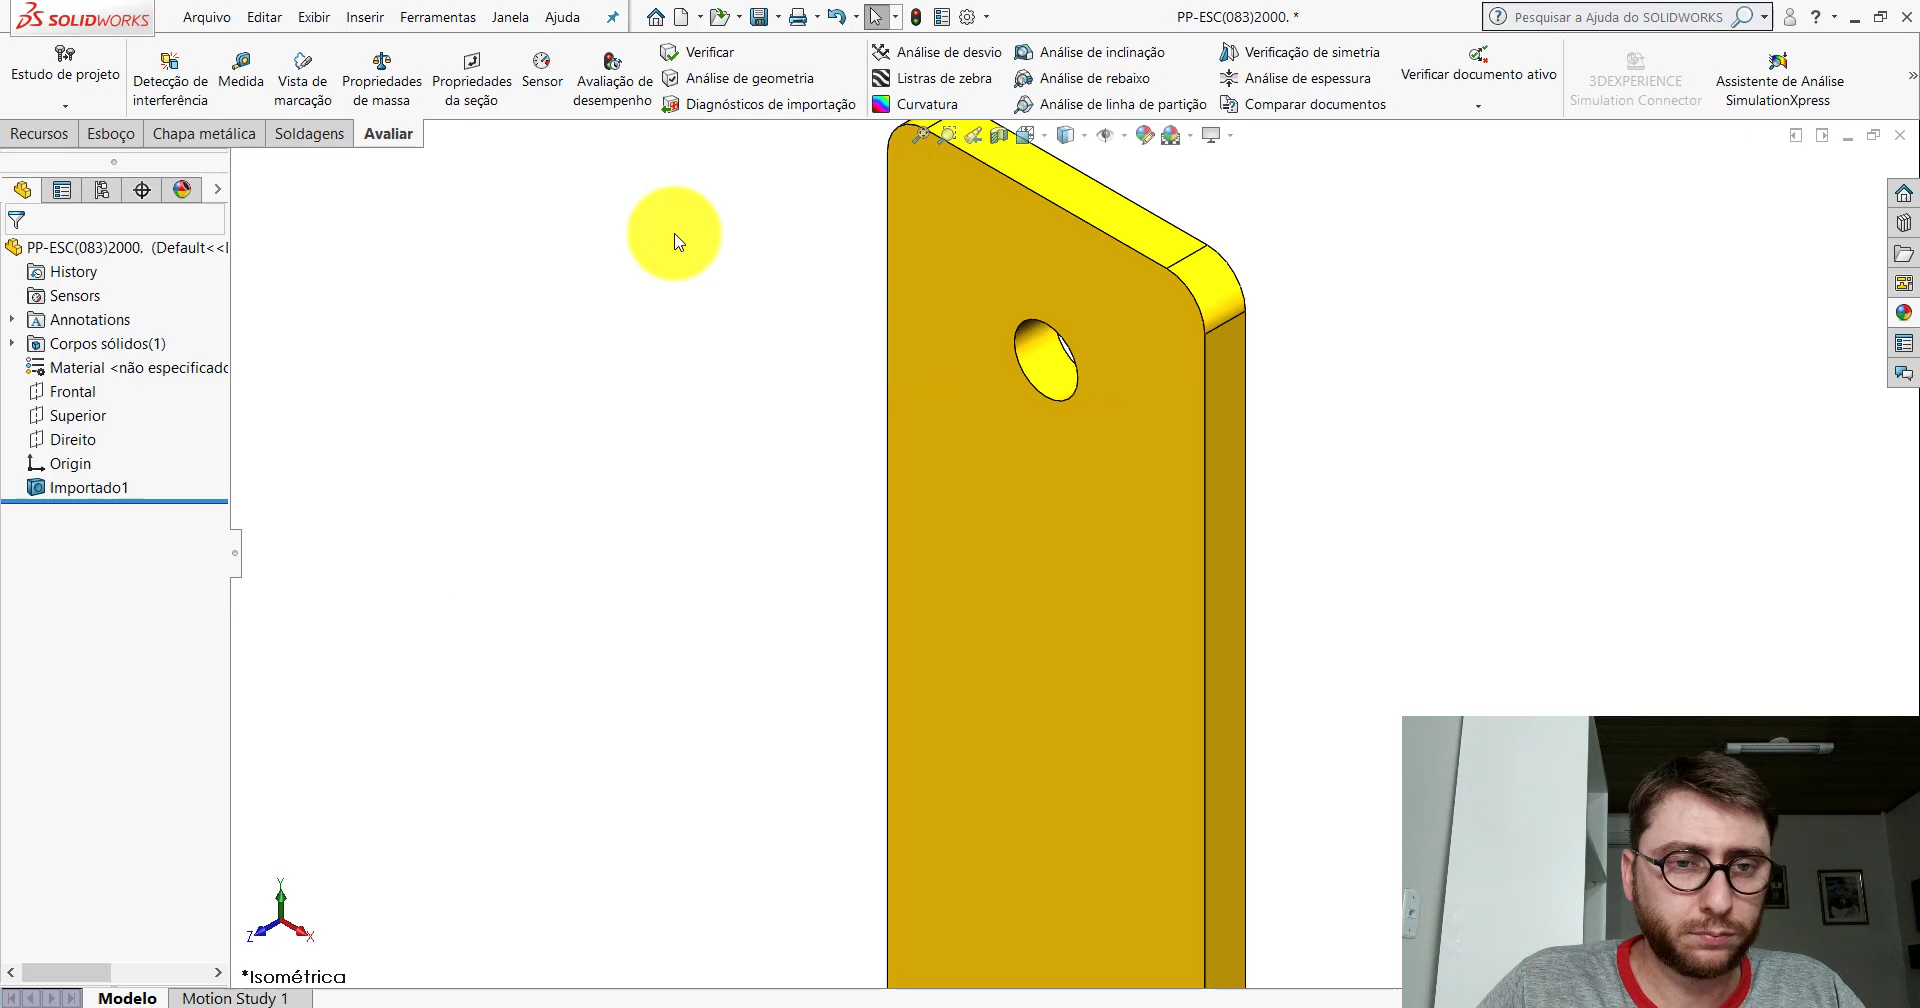 SOLIDWORKS
Arquivo Editar Exibir Inserir Ferramentas Janela Ajuda
PP-ESC(083)2000. *
Pesquisar a Ajuda do SOLIDWORKS
Estudo de projeto
Detecção de interferência
Medida
Vista de marcação
Propriedades de massa
Propriedades da seção
Sensor
Avaliação de desempenho
Verificar
Análise de geometria
Diagnósticos de importação
Análise de desvio
Listras de zebra
Curvatura
Análise de inclinação
Análise de rebaixo
Análise de linha de partição
Verificação de simetria
Análise de espessura
Comparar documentos
Verificar documento ativo
3DEXPERIENCE
Simulation Connector
Assistente de Análise
SimulationXpress
Recursos Esboço Chapa metálica Soldagens Avaliar
PP-ESC(083)2000. (Default<<
History
Sensors
Annotations
Corpos sólidos(1)
Material <não especificado
Frontal
Superior
Direito
Origin
Importado1
Y
Z
X
*Isométrica
Modelo Motion Study 1